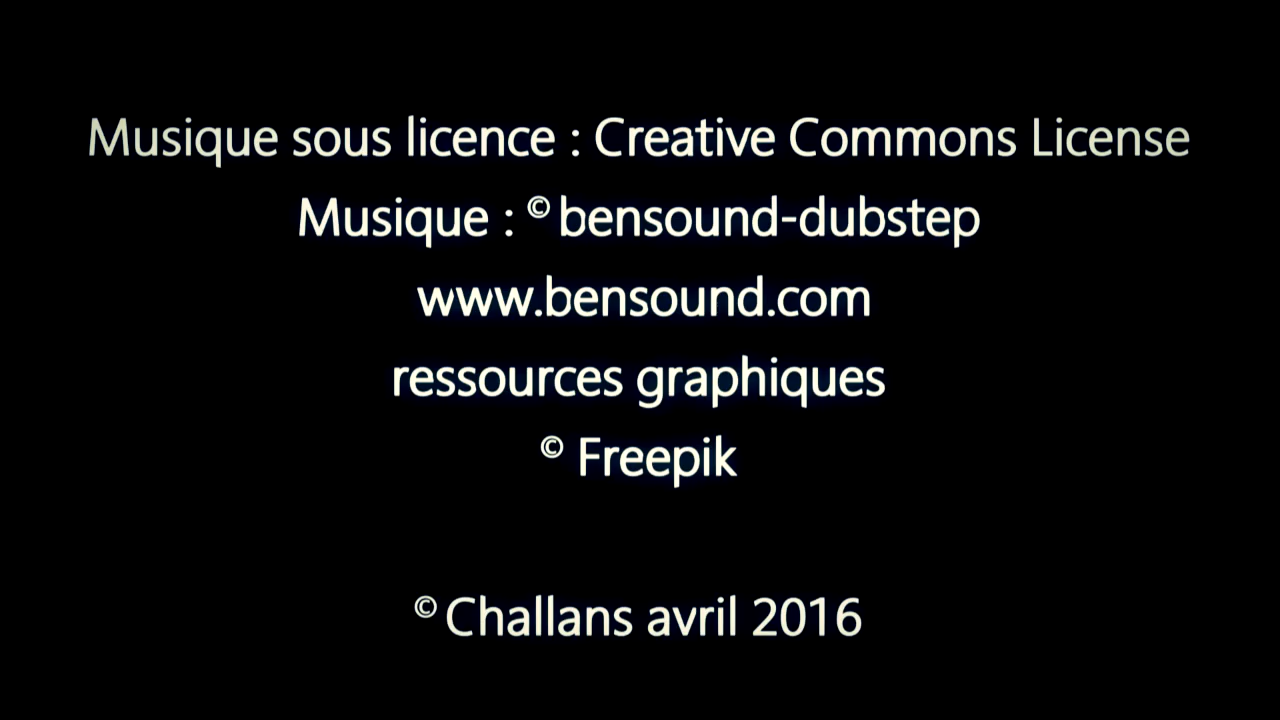 Musique sous licence : Creative Commons License
Musique : © bensound-dubstep
www.bensound.com
ressources graphiques
© Freepik
© Challans avril 2016